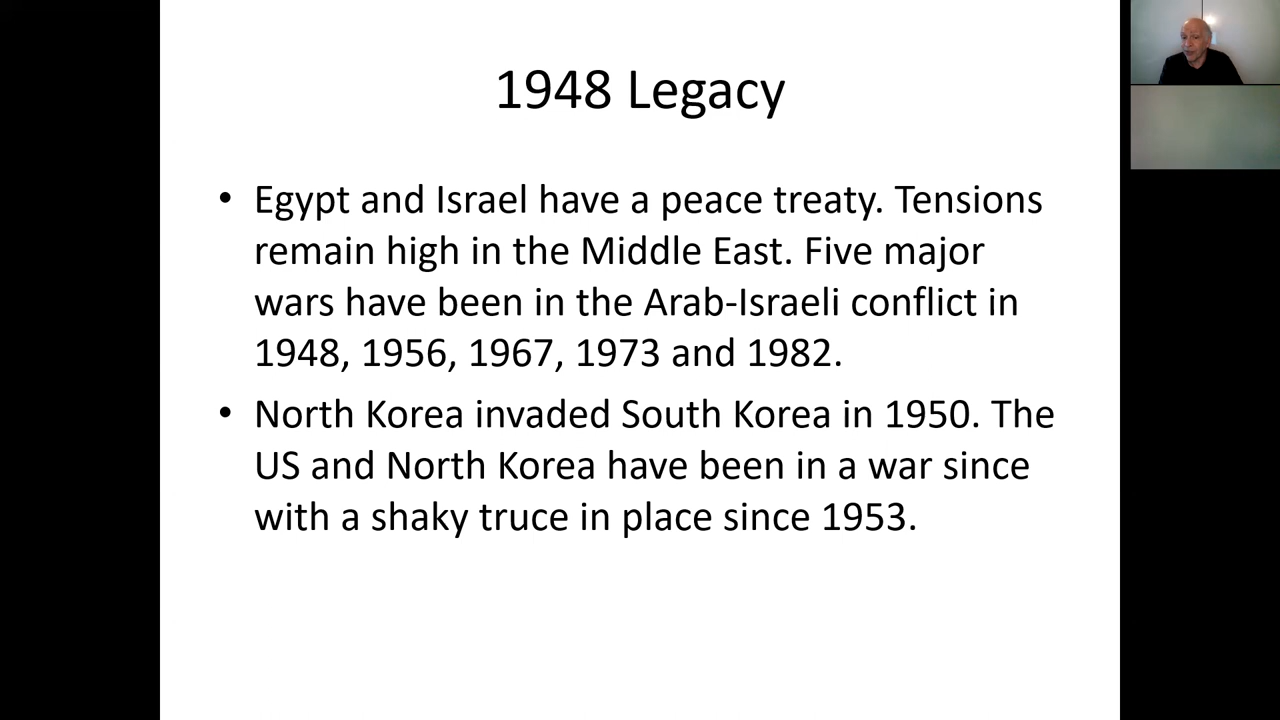 1948 Legacy
• Egypt and Israel have a peace treaty. Tensions
remain high in the Middle East. Five major
wars have been in the Arab-Israeli conflict in
1948, 1956, 1967, 1973 and 1982.
• North Korea invaded South Korea in 1950. The
US and North Korea have been in a war since
with a shaky truce in place since 1953.